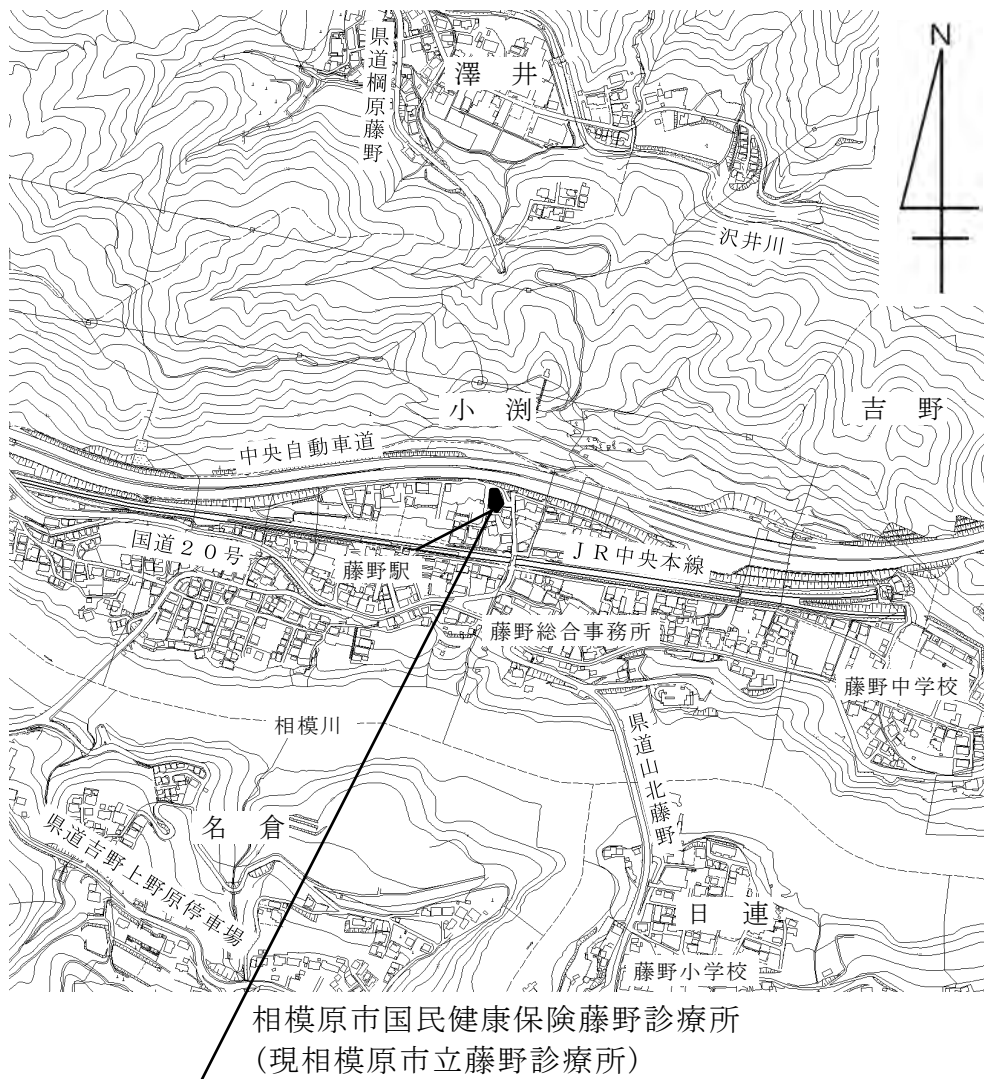 N
県道棡原藤野
澤井
沢井川
小渕
吉野
中央自動車道
国道20号
藤野駅
JR中央本線
藤野総合事務所
藤野中学校
相模川
県道山北藤野
名倉
県道吉野上野原停車場
日連
藤野小学校
相模原市国民健康保険藤野診療所
(現相模原市立藤野診療所)